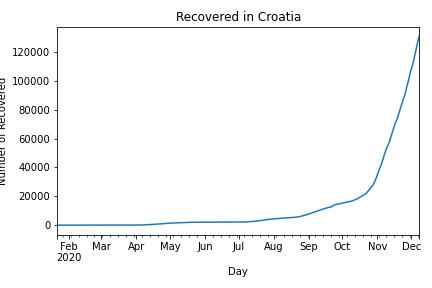 Recovered in Croatia
Number of Recovered
120000
100000
80000
60000
40000
20000
0
Feb Mar Apr May Jun Jul Aug Sep Oct Nov Dec
2020
Day